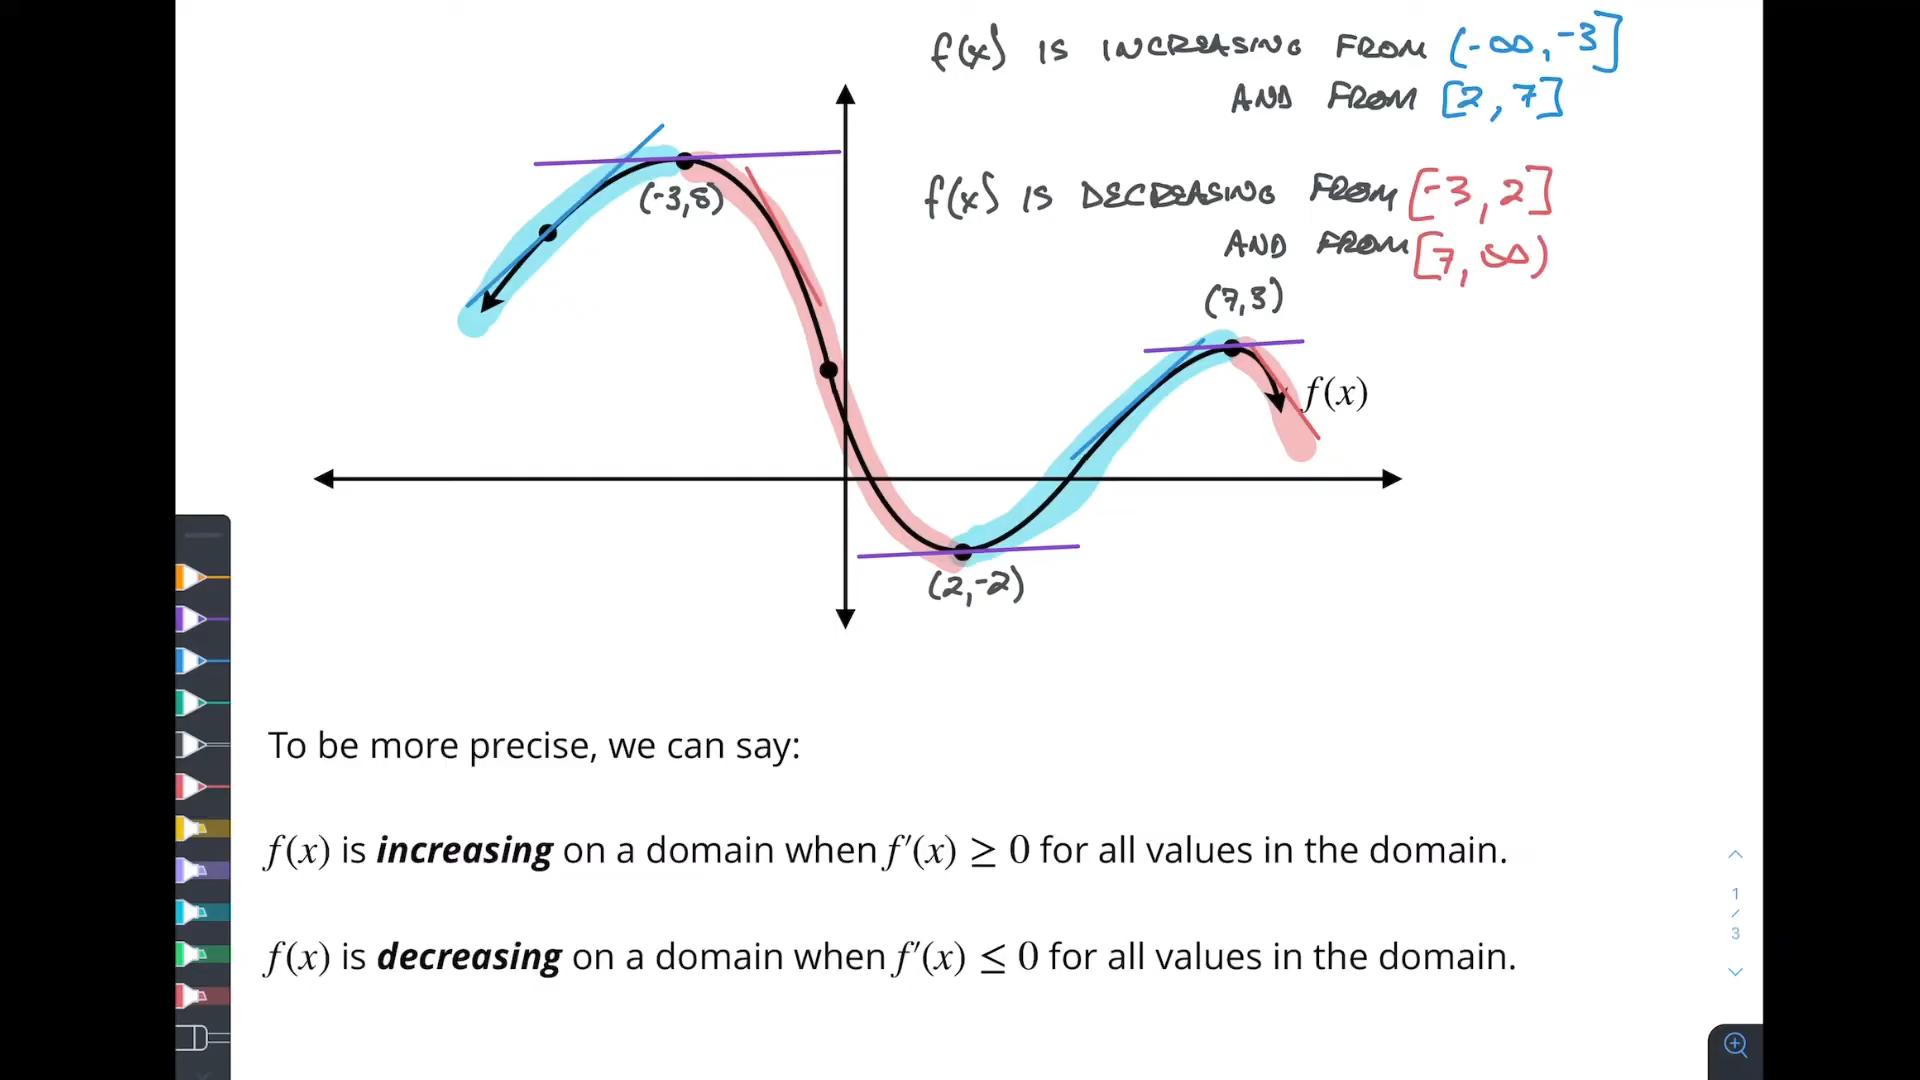 f(x) IS INCREASING FROM (-∞, -3]
AND FROM [2, 7]
f(x) IS DECREASING FROM [-3, 2]
AND FROM [7, ∞)
(-3,8)
(7,3)
f(x)
(2,-2)
To be more precise, we can say:
f(x) is increasing on a domain when f′(x) ≥ 0 for all values in the domain.
f(x) is decreasing on a domain when f′(x) ≤ 0 for all values in the domain.
1
/
3